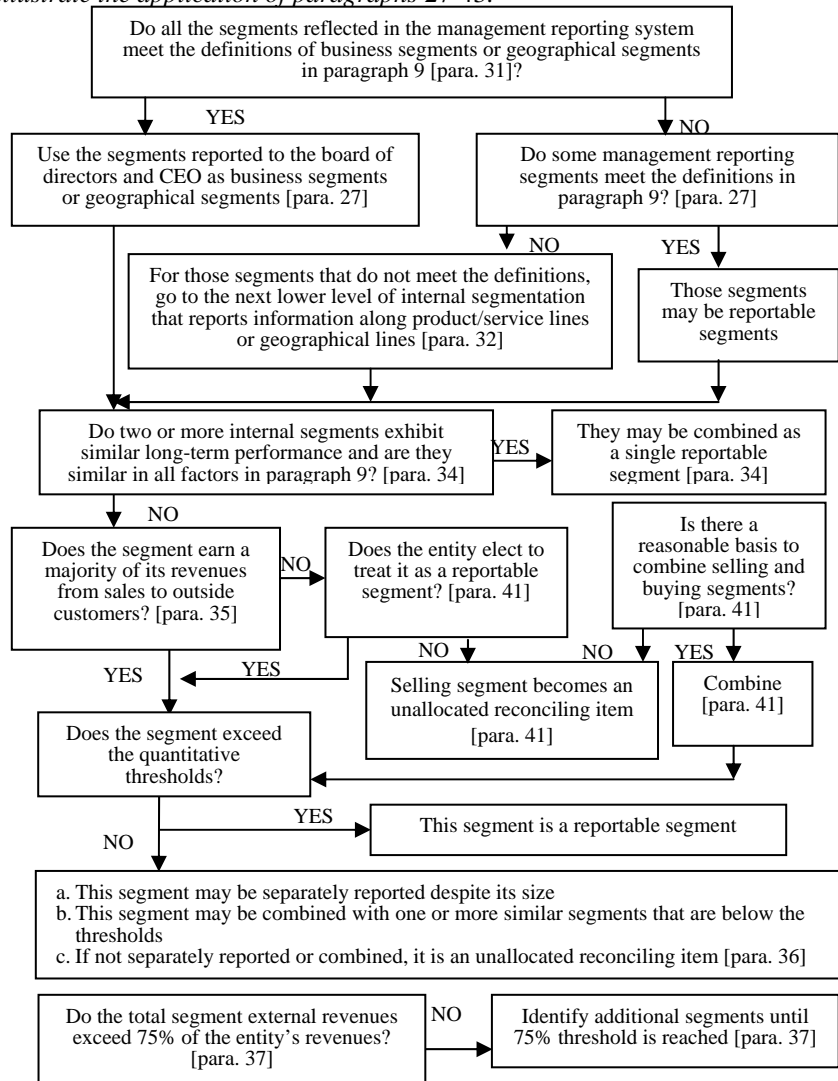 illustrate the application of paragraphs 27-43.
Do all the segments reflected in the management reporting system
meet the definitions of business segments or geographical segments
in paragraph 9 [para. 31]?
YES
NO
Use the segments reported to the board of
directors and CEO as business segments
or geographical segments [para. 27]
Do some management reporting
segments meet the definitions in
paragraph 9? [para. 27]
NO
YES
For those segments that do not meet the definitions,
go to the next lower level of internal segmentation
that reports information along product/service lines
or geographical lines [para. 32]
Those segments
may be reportable
segments
Do two or more internal segments exhibit
similar long-term performance and are they
similar in all factors in paragraph 9? [para. 34]
YES
They may be combined as
a single reportable
segment [para. 34]
NO
Does the segment earn a
majority of its revenues
from sales to outside
customers? [para. 35]
NO
Does the entity elect to
treat it as a reportable
segment? [para. 41]
Is there a
reasonable basis to
combine selling and
buying segments?
[para. 41]
YES
YES
NO
NO
YES
Selling segment becomes an
unallocated reconciling item
[para. 41]
Combine
[para. 41]
Does the segment exceed
the quantitative
thresholds?
YES
NO
This segment is a reportable segment
a. This segment may be separately reported despite its size
b. This segment may be combined with one or more similar segments that are below the
thresholds
c. If not separately reported or combined, it is an unallocated reconciling item [para. 36]
Do the total segment external revenues
exceed 75% of the entity's revenues?
[para. 37]
NO
Identify additional segments until
75% threshold is reached [para. 37]